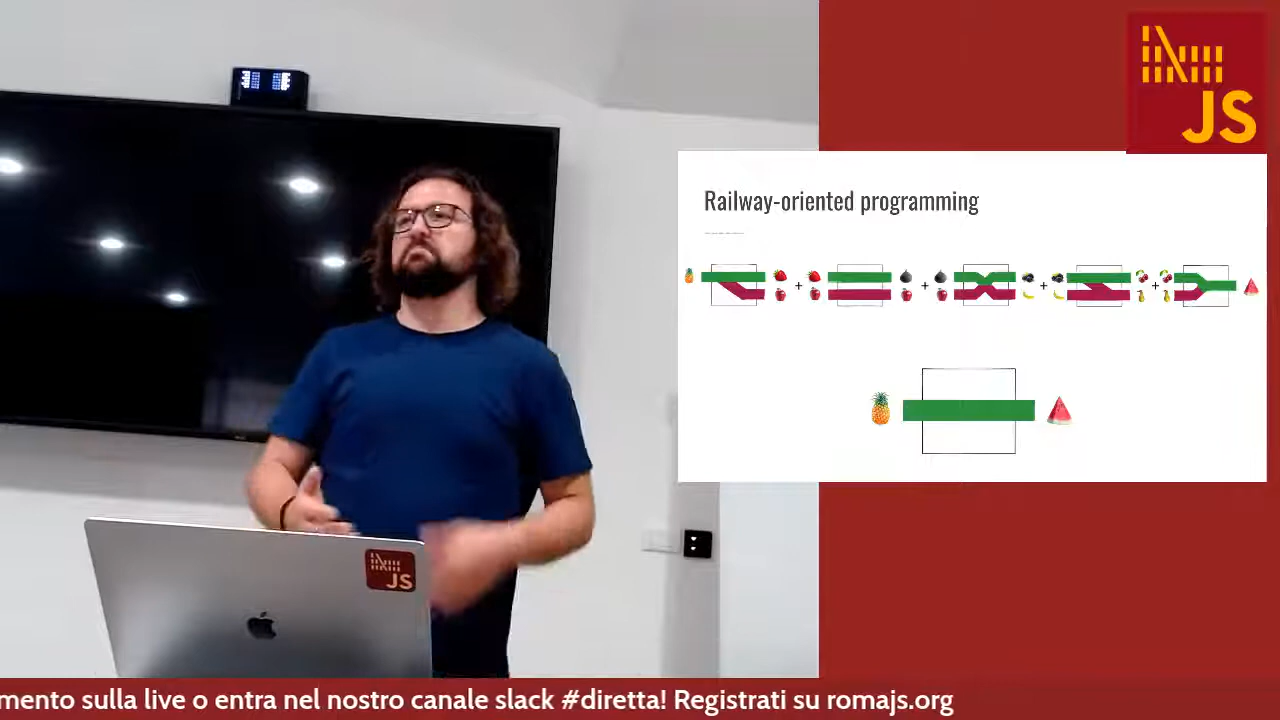 JS
Railway-oriented programming
+ + + +
JS
mento sulla live o entra nel nostro canale slack #diretta! Registrati su romajs.org